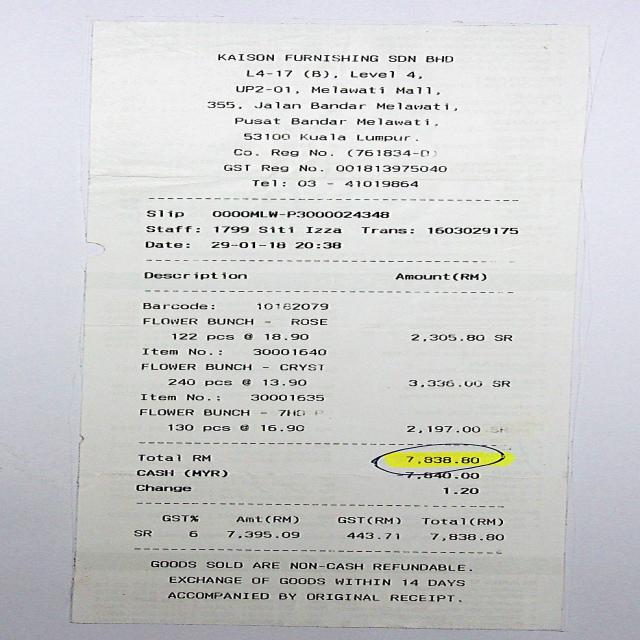 KAISON FURNISHING SDN BHD
L4-17 (B), Level 4,
UP2-01, Melawati Mall,
355, Jalan Bandar Melawati,
Pusat Bandar Melawati,
53100 Kuala Lumpur.
Co. Reg No. (761834-D)
GST Reg No. 001813975040
Tel: 03 - 41019864
Slip 0000MLW-P3000024348
Staff: 1799 Siti Izza Trans: 1603029175
Date: 29-01-18 20:38
Description Amount(RM)
Barcode: 10182079
FLOWER BUNCH - ROSE
122 pcs @ 18.90 2,305.80 SR
Item No.: 30001640
FLOWER BUNCH - CRYST
240 pcs @ 13.90 3,336.00 SR
Item No.: 30001635
FLOWER BUNCH -
130 pcs @ 16.90 2,197.00 SR
Total RM 7,838.80
CASH (MYR) 7,840.00
Change 1.20
GST% Amt(RM) GST(RM) Total(RM)
SR 6 7,395.09 443.71 7,838.80
GOODS SOLD ARE NON-CASH REFUNDABLE.
EXCHANGE OF GOODS WITHIN 14 DAYS
ACCOMPANIED BY ORIGINAL RECEIPT.